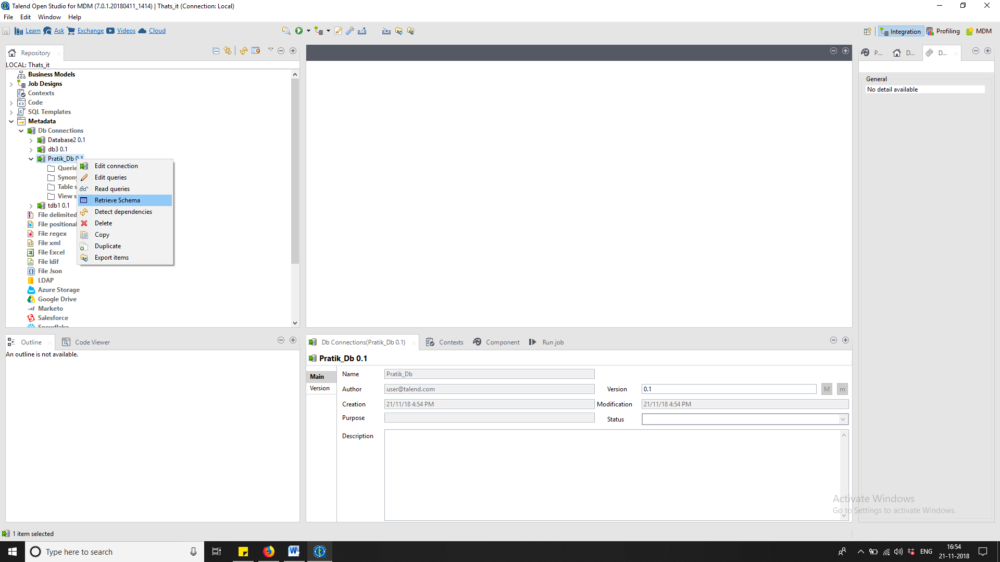 Talend Open Studio for MDM (7.0.1.20180411_1414) | Thats_it (Connection: Local)
File Edit Window Help
Learn Ask Exchange Videos Cloud
Integration Profiling MDM
Repository
P... D... D...
LOCAL: Thats_it
Business Models
Job Designs
Contexts
Code
SQL Templates
Metadata
Db Connections
Database2 0.1
db3 0.1
Pratik_Db 0.1
Querie
Synony
Table s
View s
tdb1 0.1
File delimited
File positional
File regex
File xml
File Excel
File ldif
File Json
LDAP
Azure Storage
Google Drive
Marketo
Salesforce
Snowflake
Edit connection
Edit queries
Read queries
Retrieve Schema
Detect dependencies
Delete
Copy
Duplicate
Export items
General
No detail available
Outline Code Viewer
An outline is not available.
Db Connections(Pratik_Db 0.1) Contexts Component Run job
Pratik_Db 0.1
Main
Version
Name Pratik_Db
Author user@talend.com Version 0.1 M m
Creation 21/11/18 4:54 PM Modification 21/11/18 4:54 PM
Purpose Status
Description
Activate Windows
Go to Settings to activate Windows.
1 item selected
Type here to search
ENG
16:54
21-11-2018